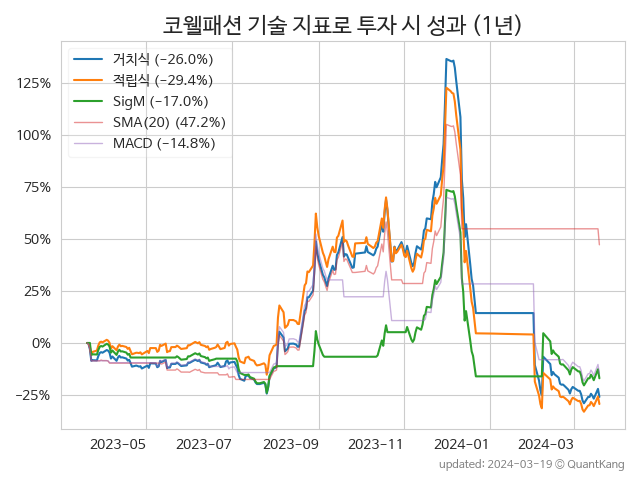 코웰패션 기술 지표로 투자 시 성과 (1년)
거치식 (−26.0%)
적립식 (−29.4%)
SigM (−17.0%)
SMA(20) (47.2%)
MACD (−14.8%)
125%
100%
75%
50%
25%
0%
−25%
2023−05 2023−07 2023−09 2023−11 2024−01 2024−03
updated: 2024−03−19 © QuantKang